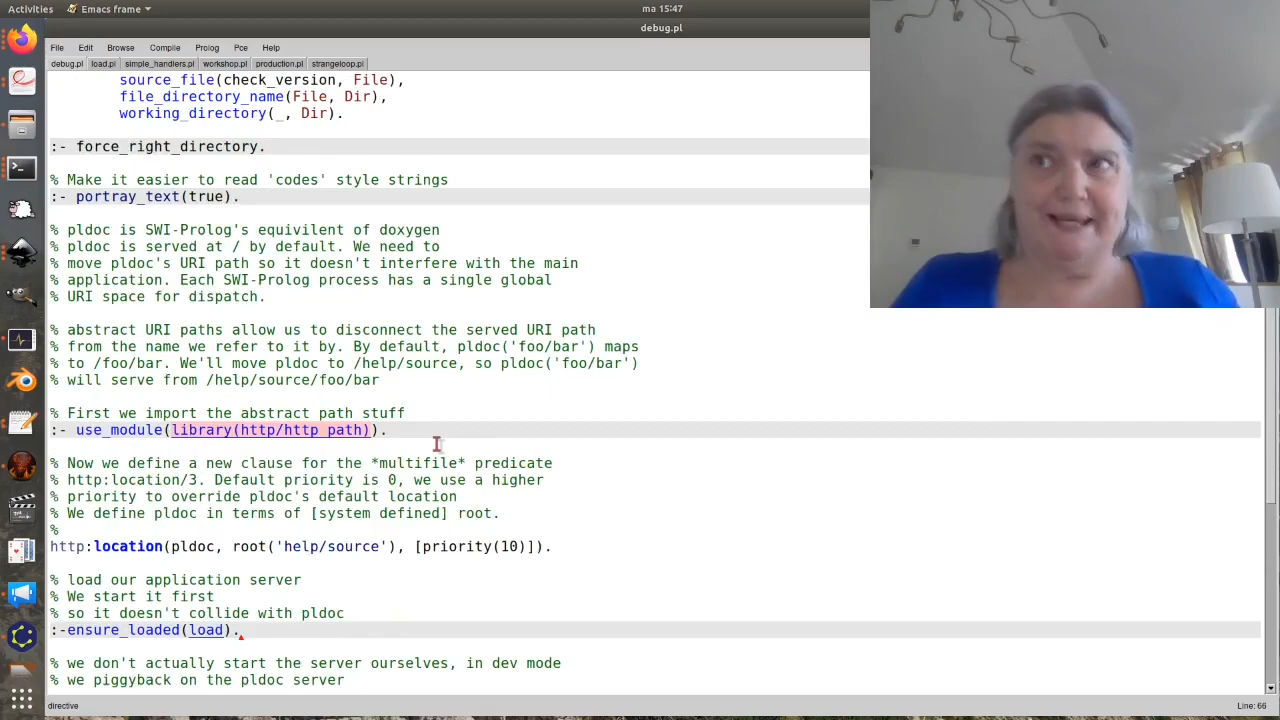 Activities
Emacs frame
ma 15:47
debug.pl
File Edit Browse Compile Prolog Pce Help
debug.pl load.pl simple_handlers.pl workshop.pl production.pl strangeloop.pl
source_file(check_version, File),
file_directory_name(File, Dir),
working_directory(_, Dir).
:- force_right_directory.
% Make it easier to read 'codes' style strings
:- portray_text(true).
% pldoc is SWI-Prolog's equivilent of doxygen
% pldoc is served at / by default. We need to
% move pldoc's URI path so it doesn't interfere with the main
% application. Each SWI-Prolog process has a single global
% URI space for dispatch.
% abstract URI paths allow us to disconnect the served URI path
% from the name we refer to it by. By default, pldoc('foo/bar') maps
% to /foo/bar. We'll move pldoc to /help/source, so pldoc('foo/bar')
% will serve from /help/source/foo/bar
% First we import the abstract path stuff
:- use_module(library(http/http_path)).
% Now we define a new clause for the *multifile* predicate
% http:location/3. Default priority is 0, we use a higher
% priority to override pldoc's default location
% We define pldoc in terms of [system defined] root.
%
http:location(pldoc, root('help/source'), [priority(10)]).
% load our application server
% We start it first
% so it doesn't collide with pldoc
:-ensure_loaded(load).
% we don't actually start the server ourselves, in dev mode
% we piggyback on the pldoc server
directive
Line: 66